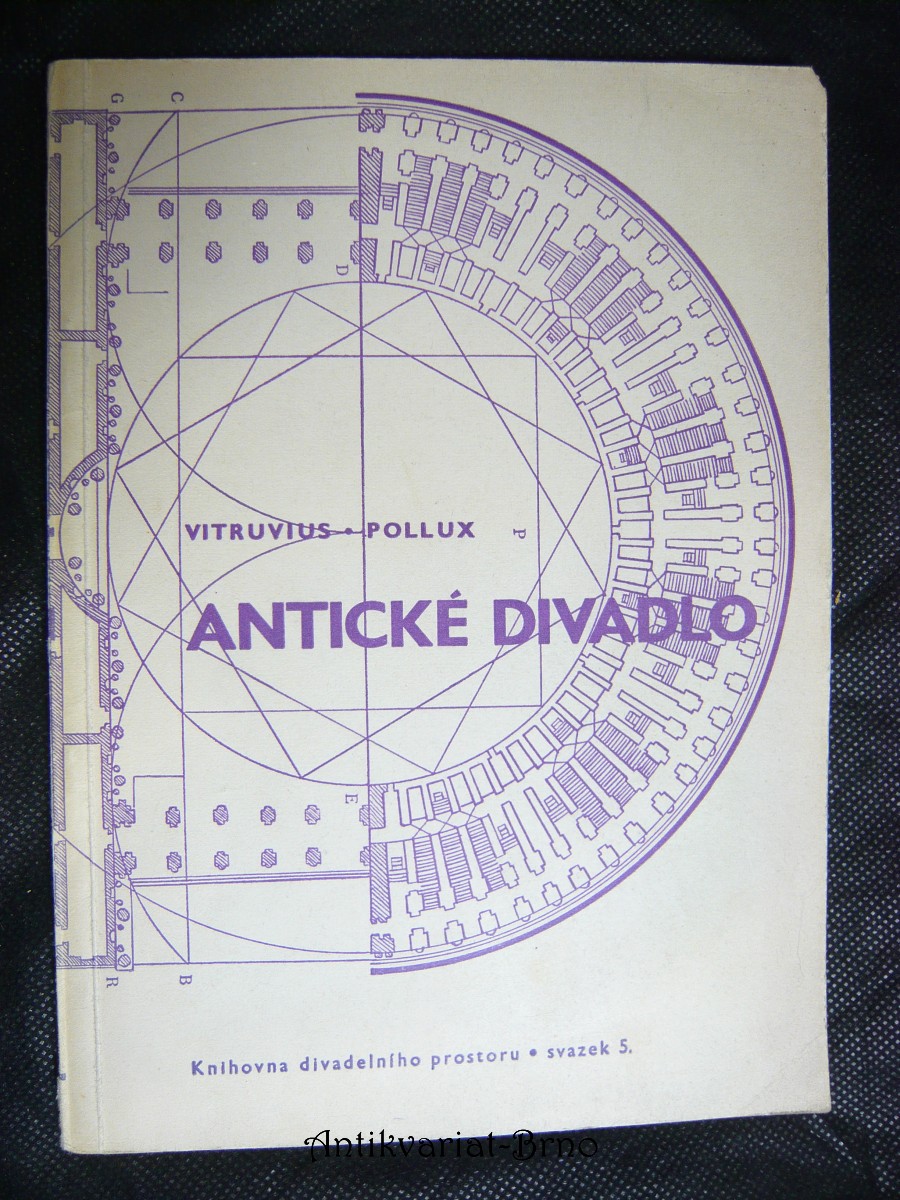 G C
D
VITRUVIUS • POLLUX
P
ANTICKÉ DIVADLO
E
R B
Knihovna divadelního prostoru • svazek 5.
Antikvariat-Brno